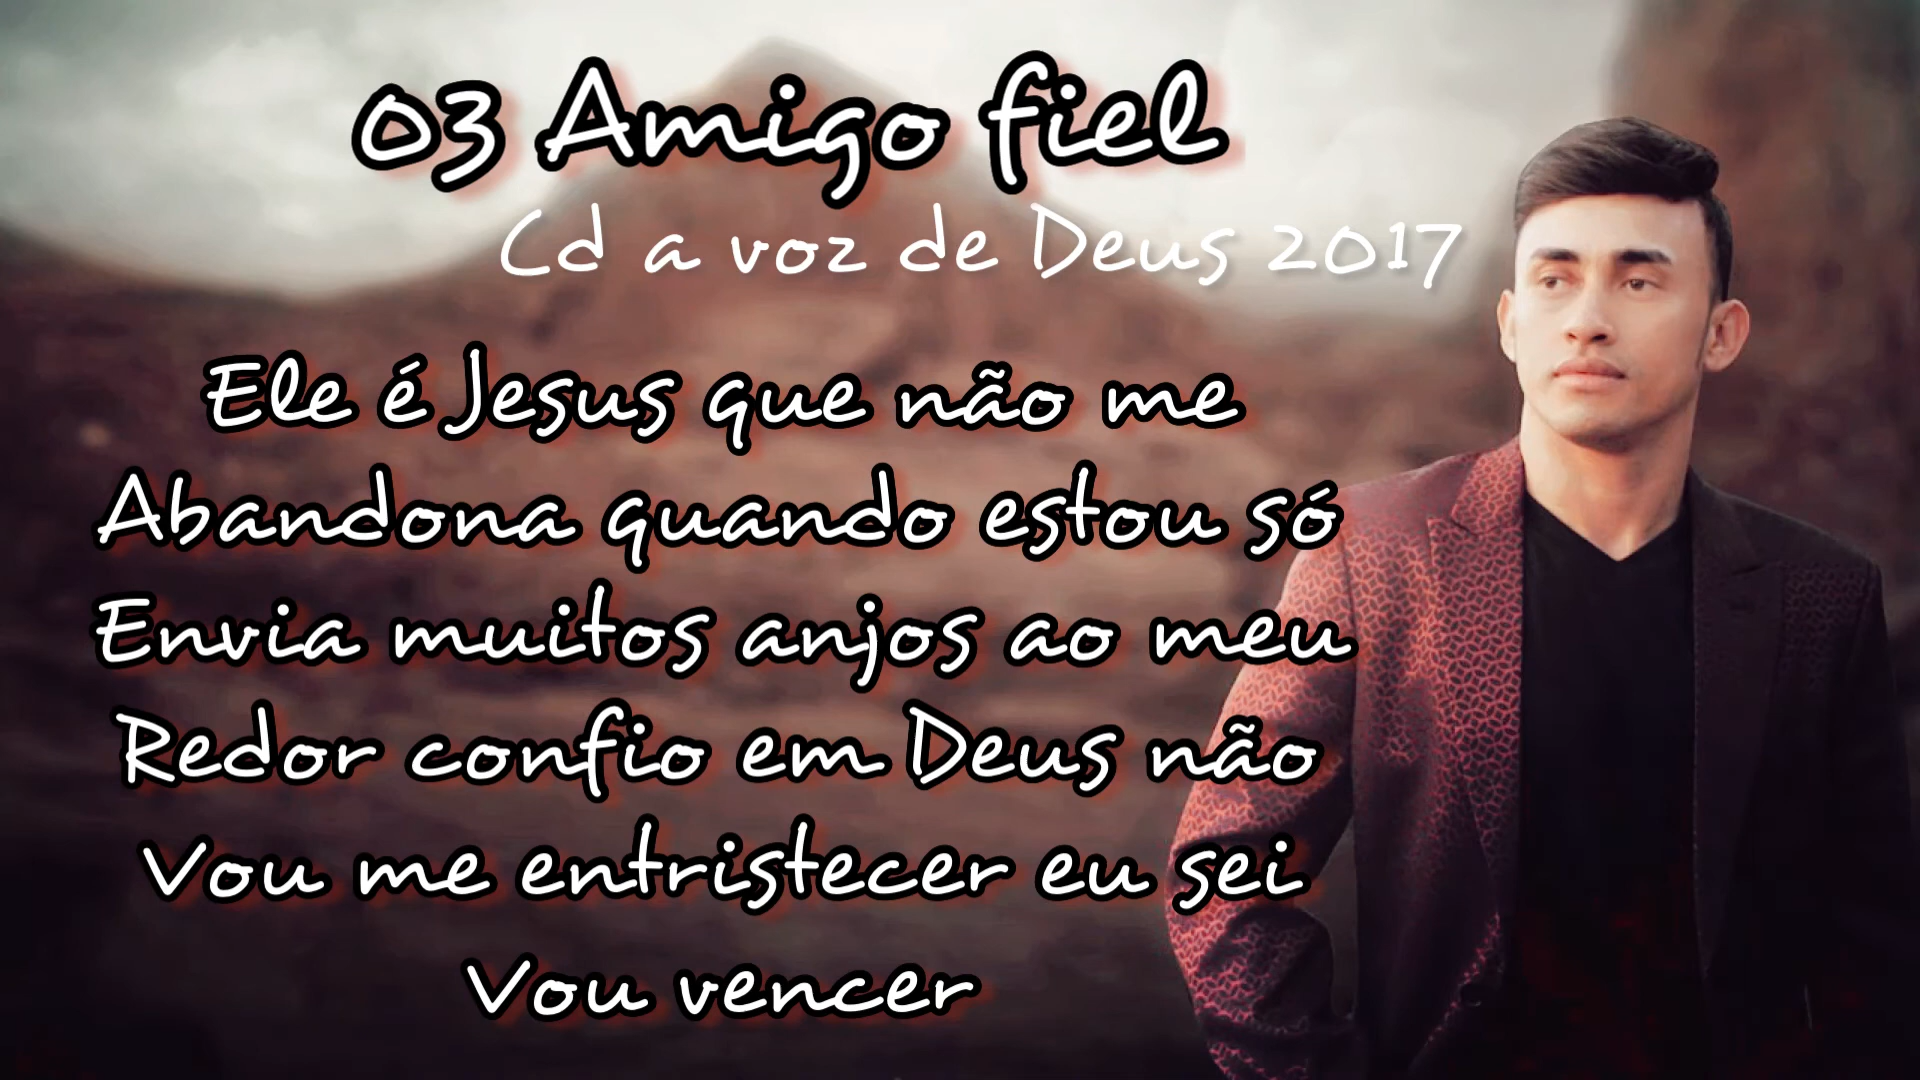 03 Amigo fiel
Cd a voz de Deus 2017
Ele é Jesus que não me
Abandona quando estou só
Envia muitos anjos ao meu
Redor confio em Deus não
Vou me entristecer eu sei
Vou vencer